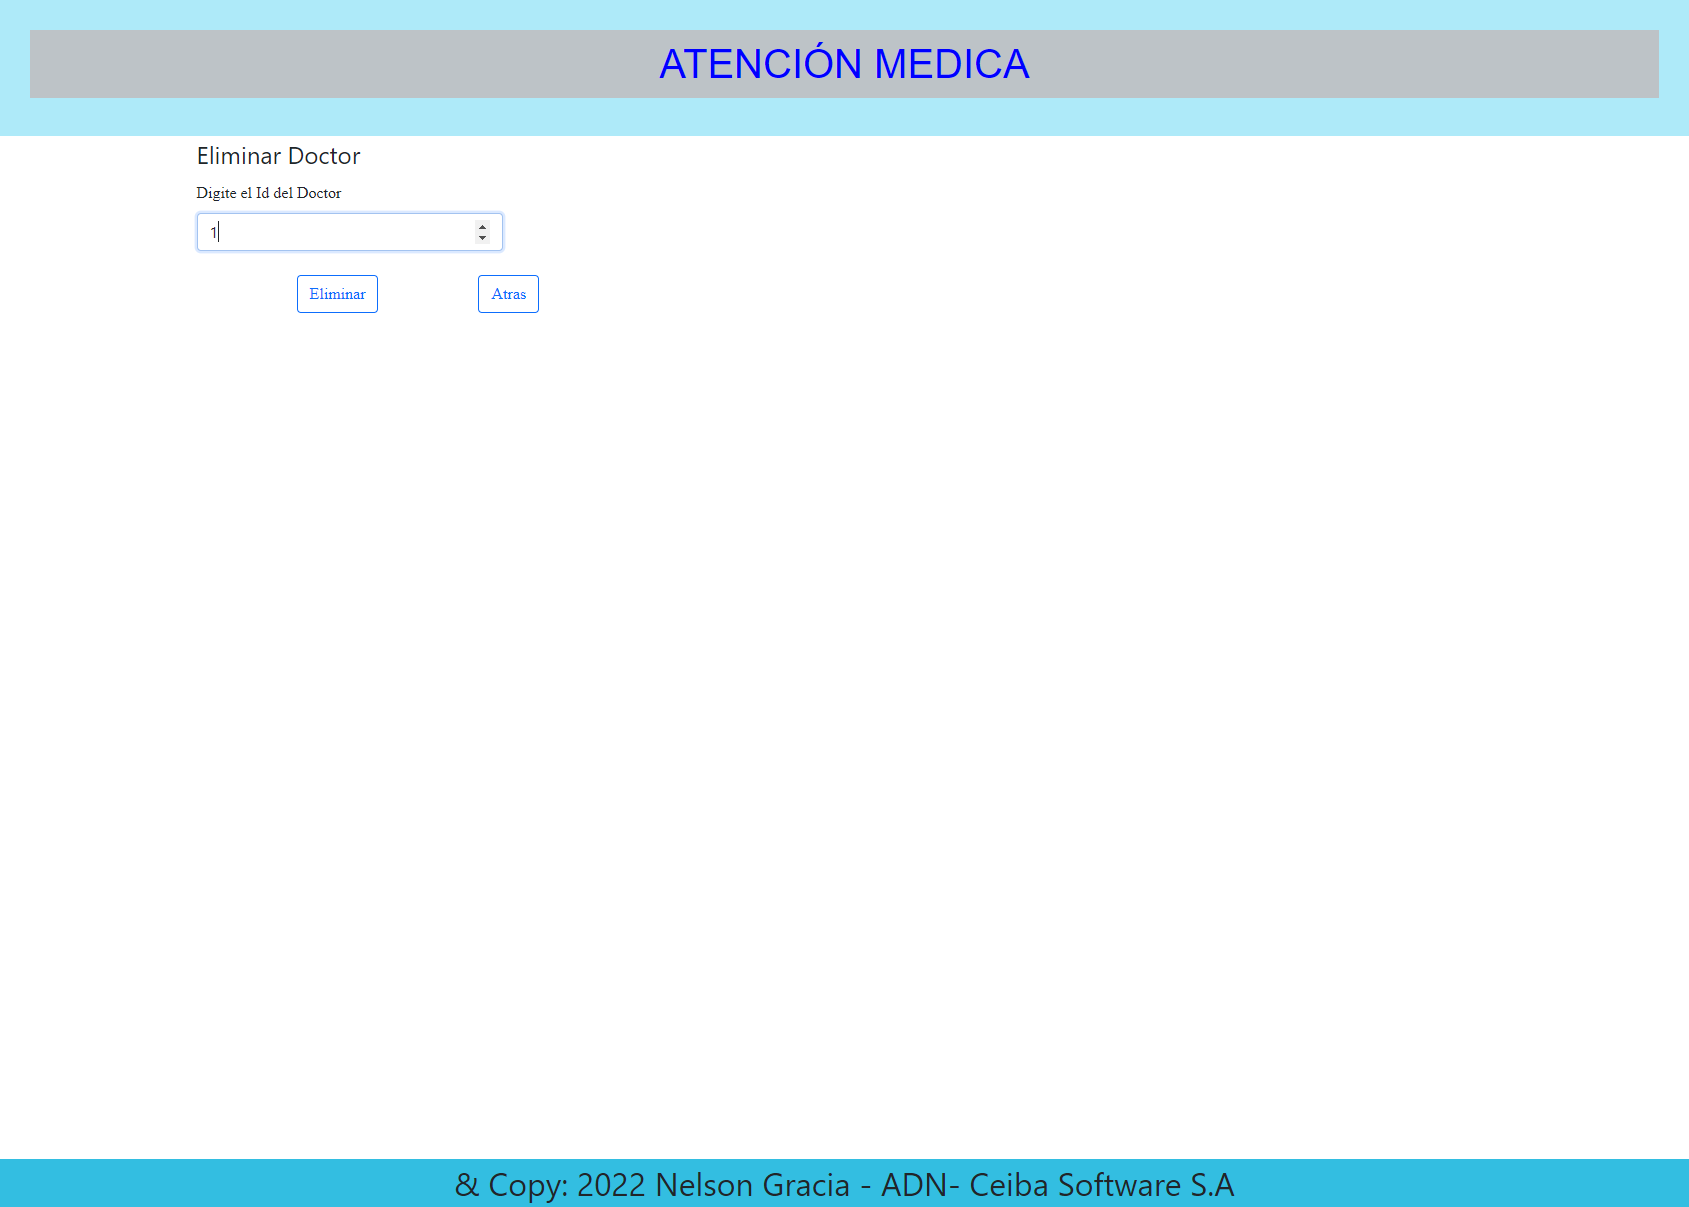 ATENCIÓN MEDICA
Eliminar Doctor
Digite el Id del Doctor
1
Eliminar
Atras
& Copy: 2022 Nelson Gracia - ADN- Ceiba Software S.A